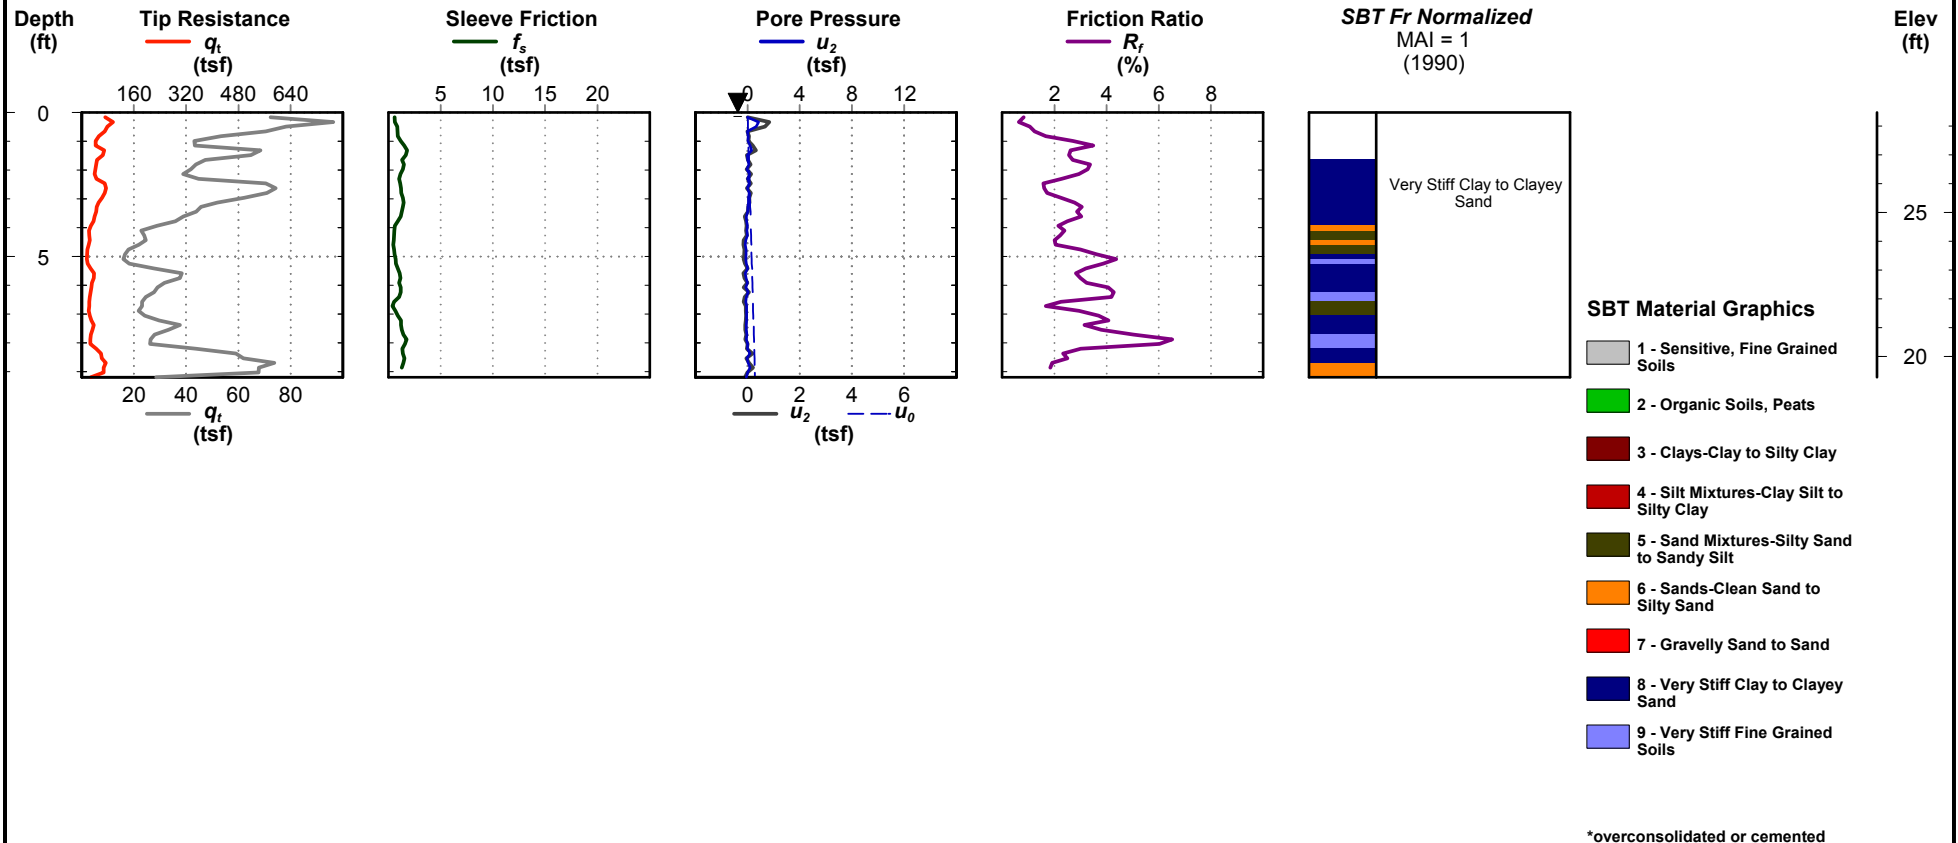 Depth
(ft)
Tip Resistance
qt
(tsf)
Sleeve Friction
fs
(tsf)
Pore Pressure
u2
(tsf)
Friction Ratio
Rf
(%)
SBT Fr Normalized
MAI = 1
(1990)
Elev
(ft)
160 320 480 640
5 10 15 20
0 4 8 12
2 4 6 8
0
5
25
20
Very Stiff Clay to Clayey
Sand
20 40 60 80
qt
(tsf)
0 2 4 6
u2 u0
(tsf)
SBT Material Graphics
1 - Sensitive, Fine Grained
Soils
2 - Organic Soils, Peats
3 - Clays-Clay to Silty Clay
4 - Silt Mixtures-Clay Silt to
Silty Clay
5 - Sand Mixtures-Silty Sand
to Sandy Silt
6 - Sands-Clean Sand to
Silty Sand
7 - Gravelly Sand to Sand
8 - Very Stiff Clay to Clayey
Sand
9 - Very Stiff Fine Grained
Soils
*overconsolidated or cemented